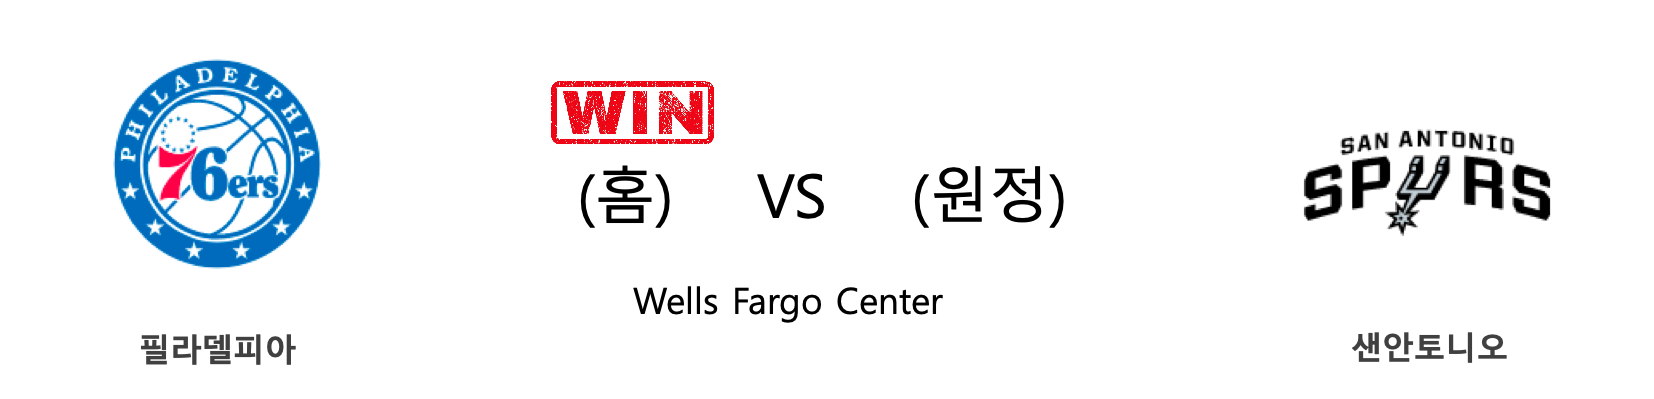 PHILADELPHIA
76ers
필라델피아
WIN
(홈) VS (원정)
Wells Fargo Center
SAN ANTONIO
SPURS
샌안토니오